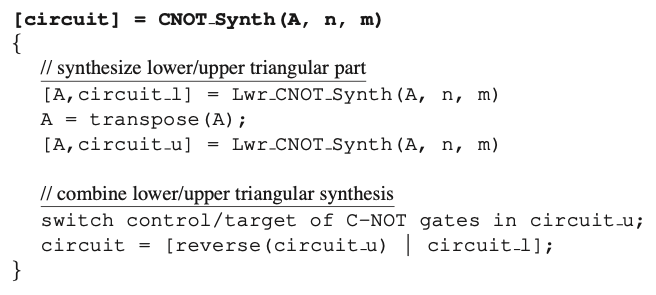 [circuit] = CNOT_Synth(A, n, m)
{
// synthesize lower/upper triangular part
[A,circuit_l] = Lwr_CNOT_Synth(A, n, m)
A = transpose(A);
[A,circuit_u] = Lwr_CNOT_Synth(A, n, m)
// combine lower/upper triangular synthesis
switch control/target of C-NOT gates in circuit_u;
circuit = [reverse(circuit_u) | circuit_l];
}